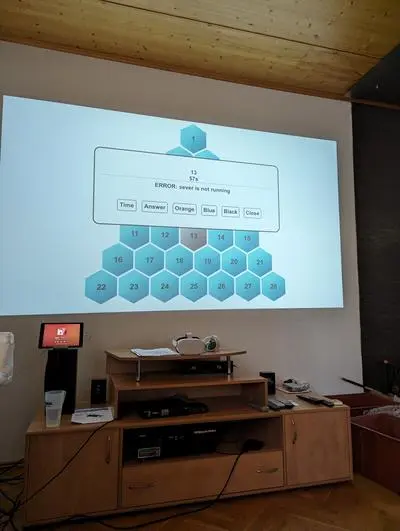 1
13
57s
ERROR: sever is not running
Time Answer Orange Blue Black Close
11 12 13 14 15
16 17 18 19 20 21
22 23 24 25 26 27 28